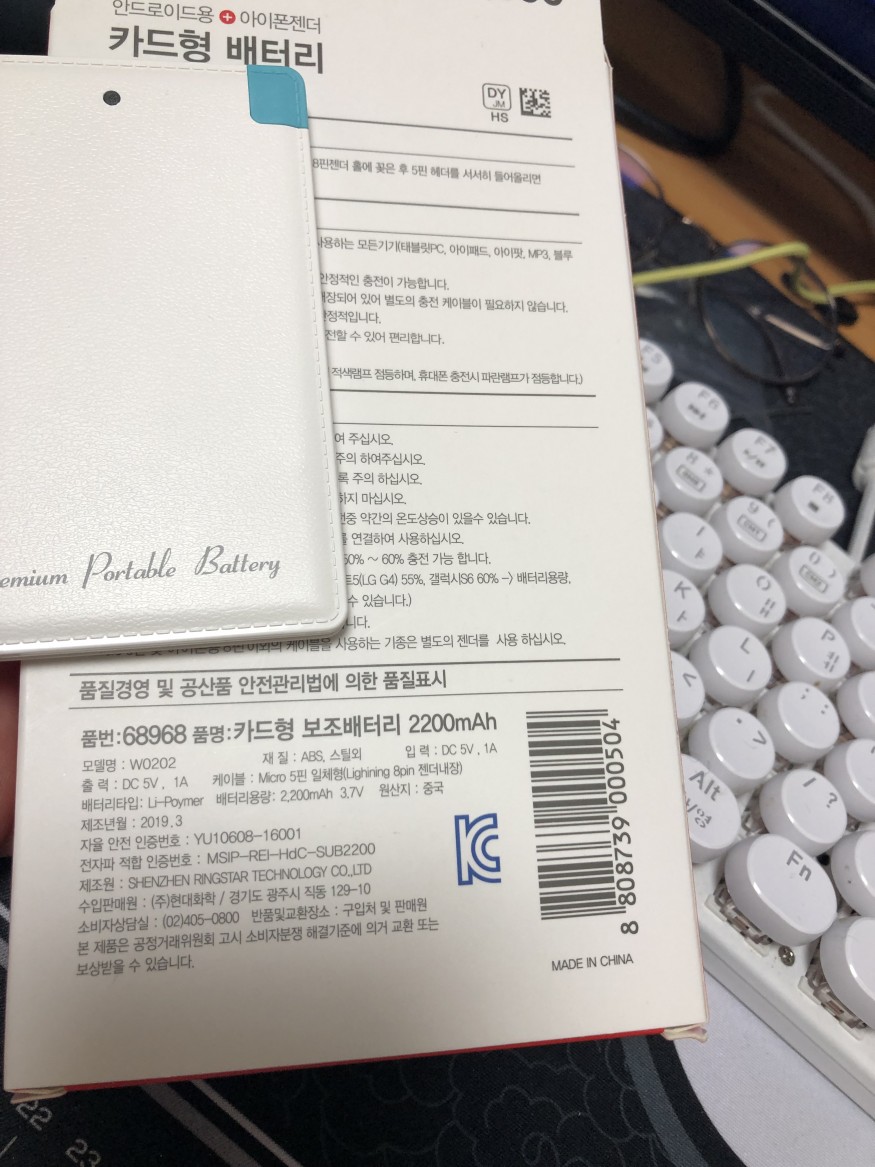 안드로이드용 + 아이폰젠더
카드형 배터리
DY
JM
HS
8핀젠더 홀에 꽂은 후 5핀 헤더를 서서히 들어올리면
사용하는 모든기기(태블릿PC, 아이패드, 아이팟, MP3, 블루
안정적인 충전이 가능합니다.
내장되어 있어 별도의 충전 케이블이 필요하지 않습니다.
안정적입니다.
전할 수 있어 편리합니다.
적색램프 점등하며, 휴대폰 충전시 파란램프가 점등합니다.)
여 주십시오.
주의 하여주십시오.
록 주의 하십시오.
하지 마십시오.
전중 약간의 온도상승이 있을수 있습니다.
를 연결하여 사용하십시오.
50% ~ 60% 충전 가능 합니다.
트5(LG G4) 55%, 갤럭시S6 60% -> 배터리용량,
수 있습니다.)
니다.
이외의 케이블을 사용하는 기종은 별도의 젠더를 사용 하십시오.
Premium Portable Battery
품질경영 및 공산품 안전관리법에 의한 품질표시
품번:68968 품명:카드형 보조배터리 2200mAh
모델명 : W0202 재 질 : ABS, 스틸외 입 력 : DC 5V , 1A
출 력 : DC 5V , 1A 케이블 : Micro 5핀 일체형(Lighining 8pin 젠더내장)
배터리타입: Li-Poymer 배터리용량: 2,200mAh 3.7V 원산지 : 중국
제조년월 : 2019.3
자율 안전 인증번호 : YU10608-16001
전자파 적합 인증번호 : MSIP-REI-HdC-SUB2200
제조원 : SHENZHEN RINGSTAR TECHNOLOGY CO.,LTD
수입판매원 : (주)현대화학 / 경기도 광주시 직동 129-10
소비자상담실 : (02)405-0800 반품및교환장소 : 구입처 및 판매원
본 제품은 공정거래위원회 고시 소비자분쟁 해결기준에 의거 교환 또는
보상받을 수 있습니다.
8 808739 000504
MADE IN CHINA
F5
F6
F7
FH
9 (
0 )
K
L
P
O
Alt
Fn
/ ?
22
23